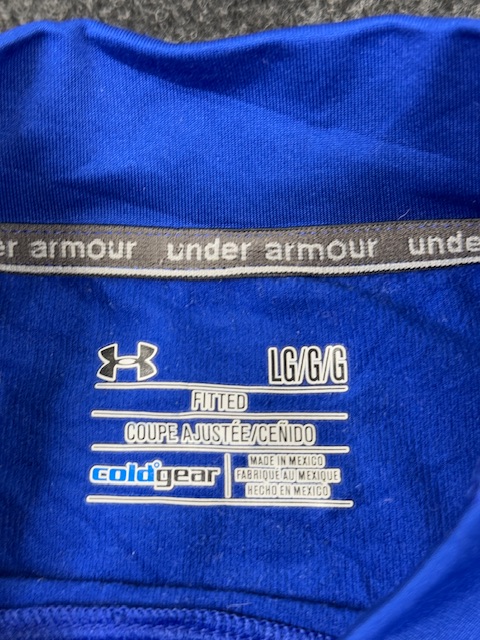 er armour under armour unde
LG/G/G
FITTED
COUPE AJUSTÉE/CEÑIDO
coldgear
MADE IN MEXICO
FABRIQUÉ AU MEXIQUE
HECHO EN MEXICO